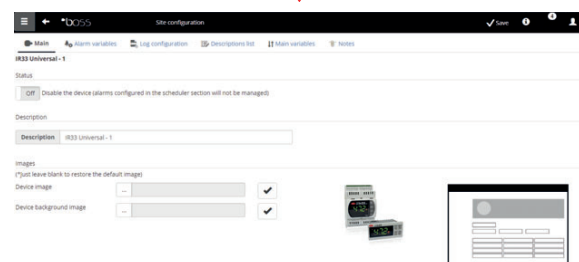 boss
Site configuration
Save
4
Main
Alarm variables
Log configuration
Descriptions list
Main variables
Notes
IR33 Universal - 1
Status
Off
Disable the device (alarms configured in the scheduler section will not be managed)
Description
Description
IR33 Universal - 1
Images
(*Just leave blank to restore the default image)
Device image
...
Device background image
...